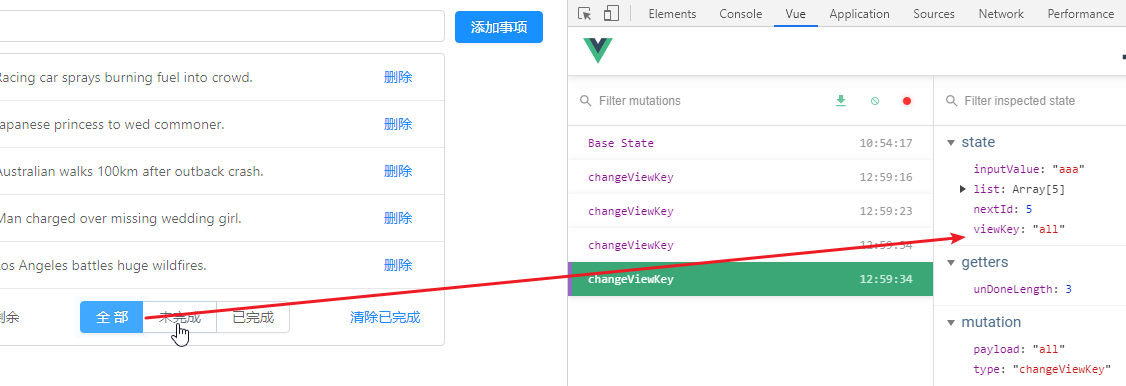 添加事项
Racing car sprays burning fuel into crowd.
删除
Japanese princess to wed commoner.
删除
Australian walks 100km after outback crash.
删除
Man charged over missing wedding girl.
删除
Los Angeles battles huge wildfires.
删除
剩余
全部
未完成
已完成
清除已完成
Elements
Console
Vue
Application
Sources
Network
Performance
Filter mutations
Base State 10:54:17
changeViewKey 12:59:16
changeViewKey 12:59:23
changeViewKey 12:59:34
changeViewKey 12:59:34
Filter inspected state
state
inputValue: "aaa"
list: Array[5]
nextId: 5
viewKey: "all"
getters
unDoneLength: 3
mutation
payload: "all"
type: "changeViewKey"